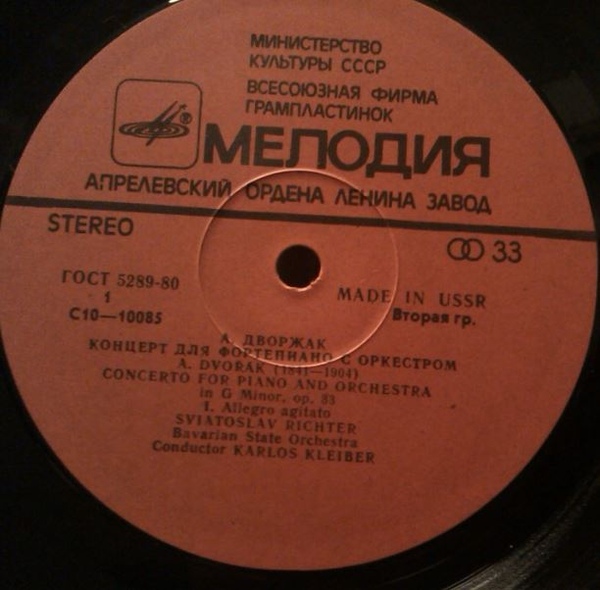 МИНИСТЕРСТВО
КУЛЬТУРЫ СССР
ВСЕСОЮЗНАЯ ФИРМА
ГРАМПЛАСТИНОК
®
МЕЛОДИЯ
АПРЕЛЕВСКИЙ ОРДЕНА ЛЕНИНА ЗАВОД
STEREO
33
ГОСТ 5289-80
MADE IN USSR
1
С10—10085
Вторая гр.
А. ДВОРЖАК
КОНЦЕРТ ДЛЯ ФОРТЕПИАНО С ОРКЕСТРОМ
A. DVOŘAK (1841—1904)
CONCERTO FOR PIANO AND ORCHESTRA
in G Minor, op. 33
1. Allegro agitato
SVIATOSLAV RICHTER
Bavarian State Orchestra
Conductor KARLOS KLEIBER